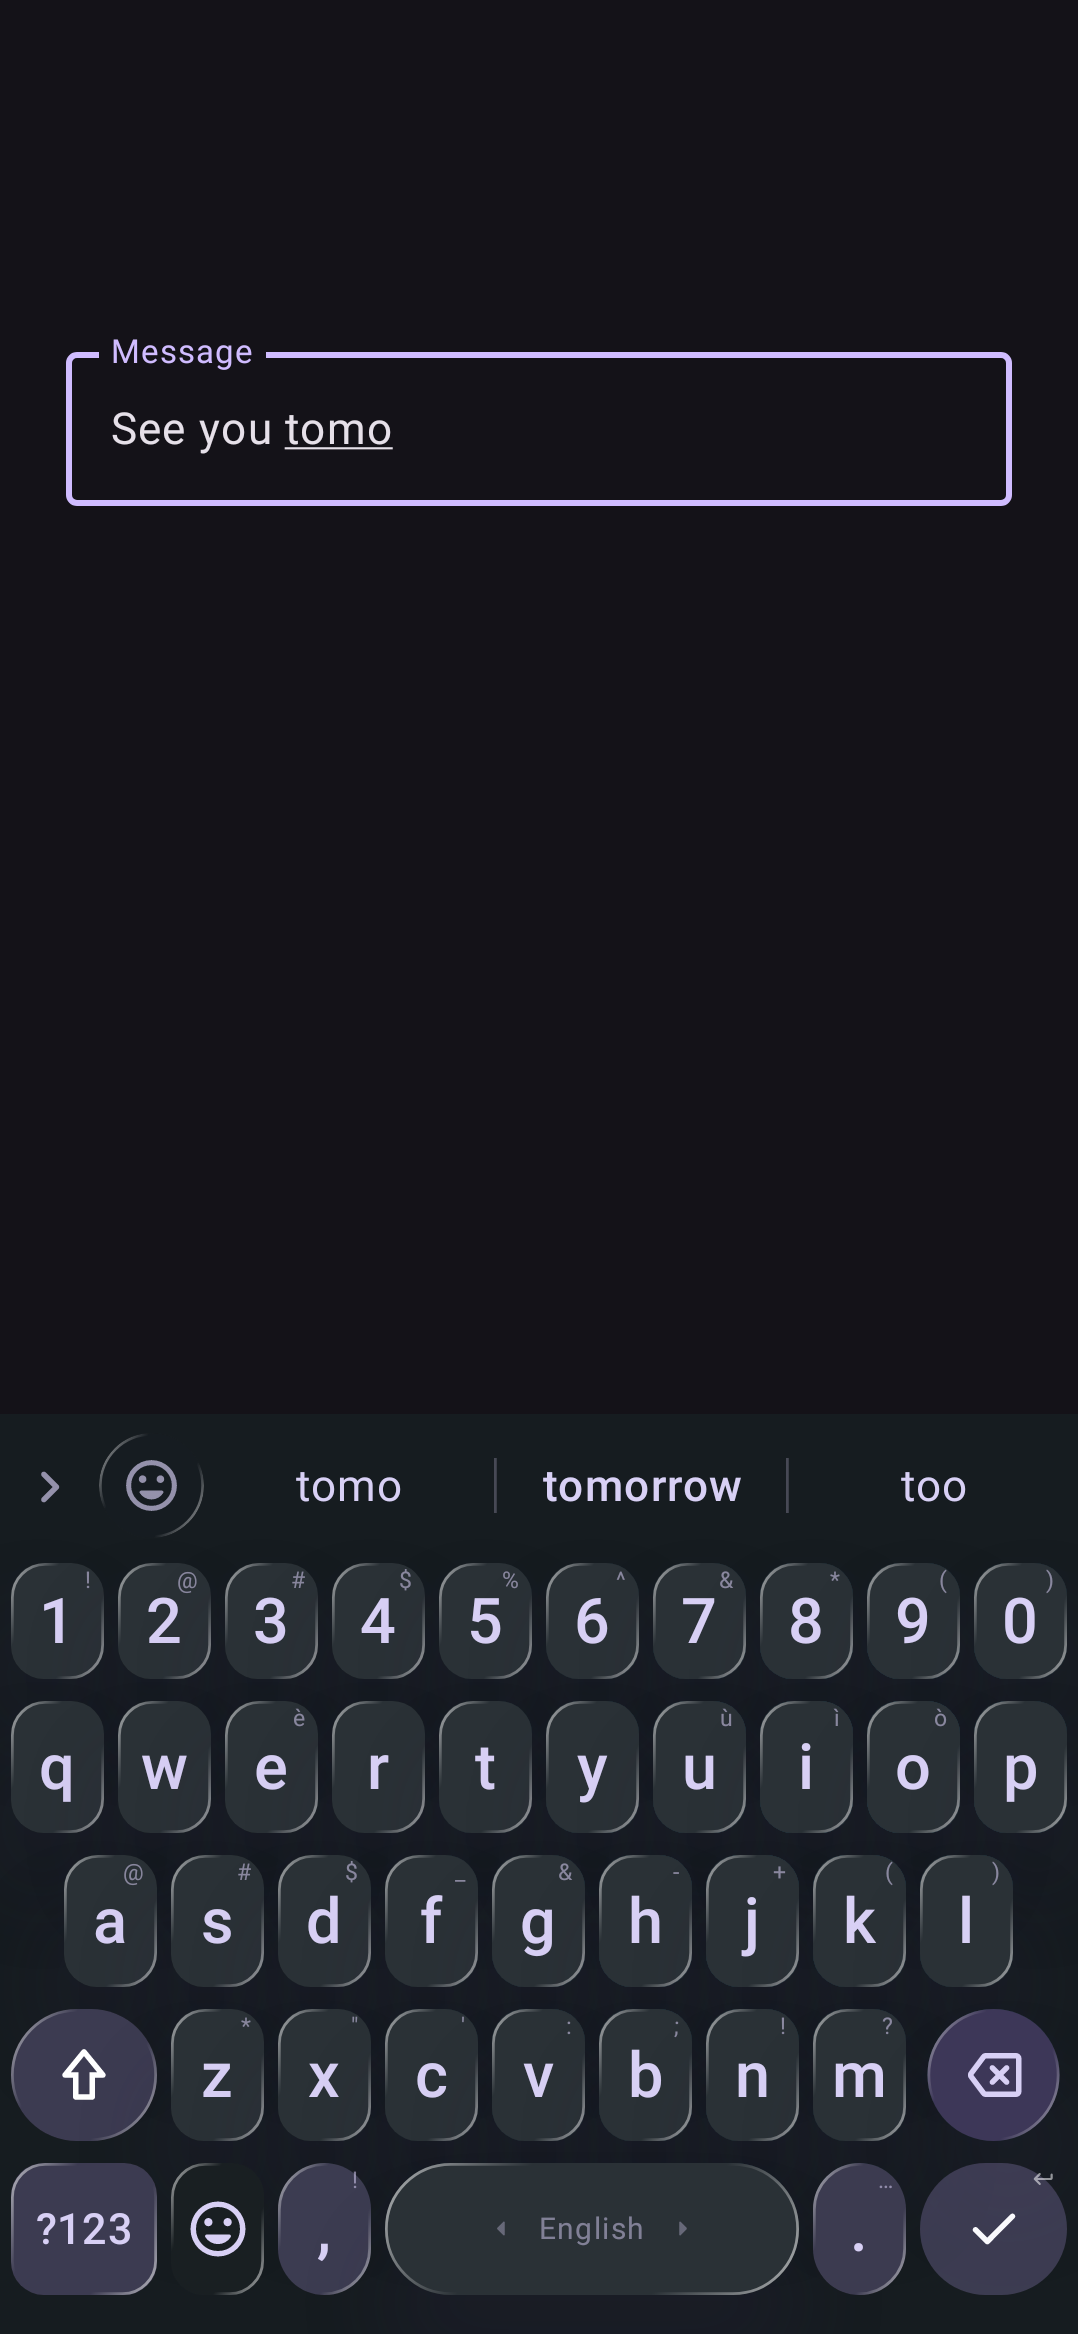 Message
See you tomo
tomo tomorrow too
1 ! 2 @ 3 # 4 $ 5 % 6 ^ 7 & 8 * 9 ( 0 )
q w e è r t y u ù i ì o ò p
a @ s # d $ f _ g & h - j + k ( l )
z * x " c ' v : b ; n ! m ?
?123 , ! English . …